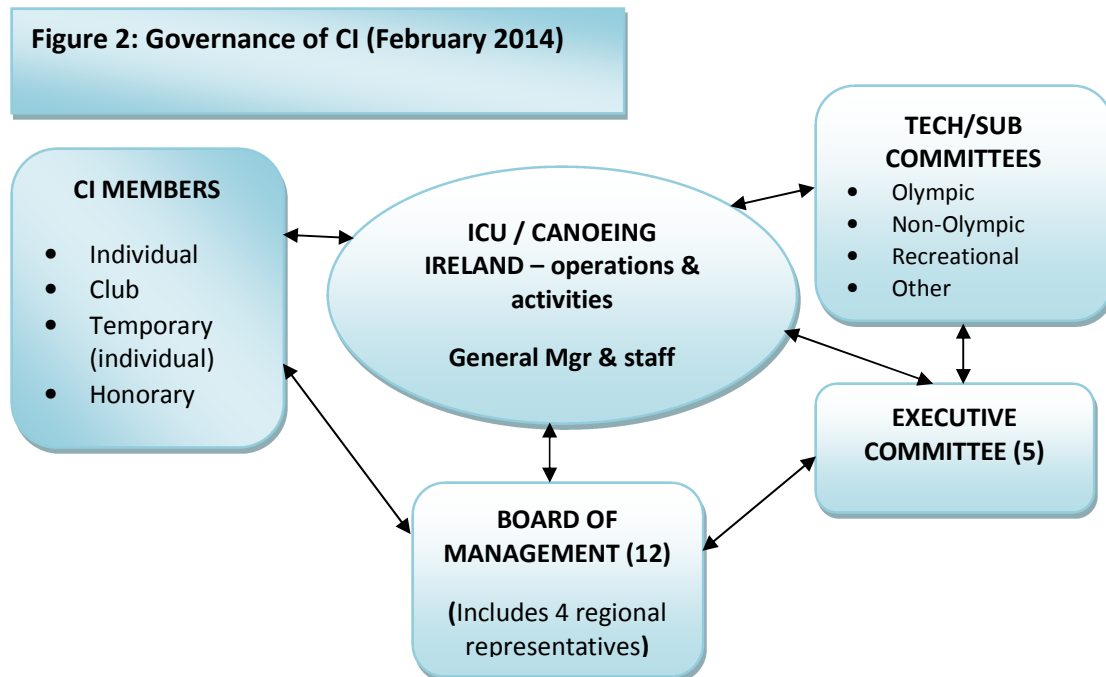 Figure 2: Governance of CI (February 2014)
CI MEMBERS
• Individual
• Club
• Temporary
(individual)
• Honorary
ICU / CANOEING
IRELAND – operations &
activities
General Mgr & staff
TECH/SUB
COMMITTEES
• Olympic
• Non-Olympic
• Recreational
• Other
EXECUTIVE
COMMITTEE (5)
BOARD OF
MANAGEMENT (12)
(Includes 4 regional
representatives)